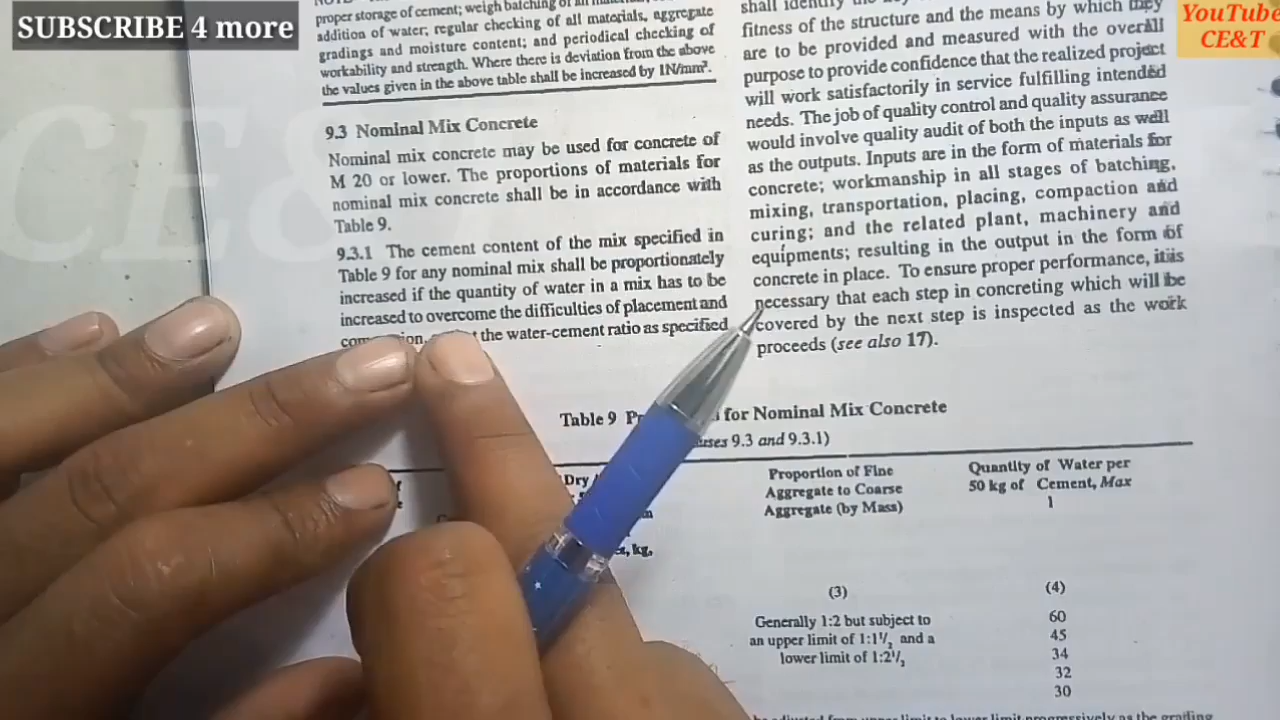 SUBSCRIBE 4 more
YouTube
CE&T
proper storage of cement; weigh batching of all
addition of water; regular checking of all materials, aggregate
gradings and moisture content; and periodical checking of
workability and strength. Where there is deviation from the above
the values given in the above table shall be increased by 1N/mm².
9.3 Nominal Mix Concrete
Nominal mix concrete may be used for concrete of
M 20 or lower. The proportions of materials for
nominal mix concrete shall be in accordance with
Table 9.
9.3.1 The cement content of the mix specified in
Table 9 for any nominal mix shall be proportionately
increased if the quantity of water in a mix has to be
increased to overcome the difficulties of placement and
the water-cement ratio as specified
shall identify the
fitness of the structure and the means by which they
are to be provided and measured with the overall
purpose to provide confidence that the realized project
will work satisfactorily in service fulfilling intended
needs. The job of quality control and quality assurance
would involve quality audit of both the inputs as well
as the outputs. Inputs are in the form of materials for
concrete; workmanship in all stages of batching,
mixing, transportation, placing, compaction and
curing; and the related plant, machinery and
equipments; resulting in the output in the form of
concrete in place. To ensure proper performance, it is
necessary that each step in concreting which will be
covered by the next step is inspected as the work
proceeds (see also 17).
Table 9 for Nominal Mix Concrete
9.3 and 9.3.1)
Dry
kg,
Proportion of Fine
Aggregate to Coarse
Aggregate (by Mass)
Quantity of Water per
50 kg of Cement, Max
1
(3)
(4)
Generally 1:2 but subject to
an upper limit of 1:1½ and a
lower limit of 1:2½
60
45
34
32
30
be adjusted from upper limit to lower limit progressively as the grading
CE&T